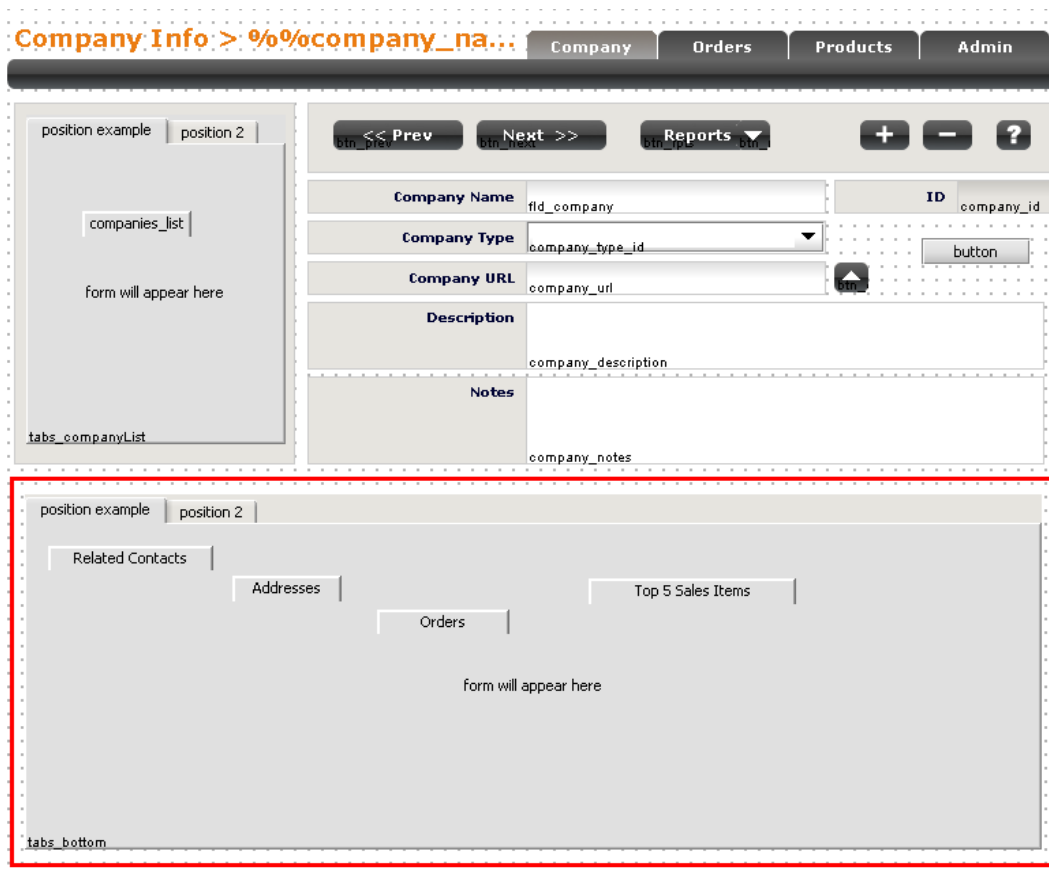 Company Info > %%company_na...
Company Orders Products Admin
position example position 2
companies_list
form will appear here
tabs_companyList
<< Prev Next >> Reports + - ?
btn_prev btn_next btn_rpts
Company Name fld_company ID company_id
Company Type company_type_id button
Company URL company_url btn_
Description
company_description
Notes
company_notes
position example position 2
Related Contacts
Addresses Top 5 Sales Items
Orders
form will appear here
tabs_bottom